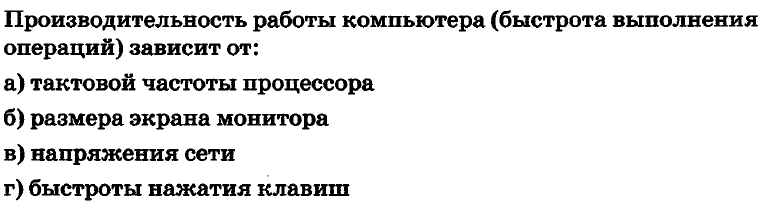 Производительность работы компьютера (быстрота выполнения
операций) зависит от:
а) тактовой частоты процессора
б) размера экрана монитора
в) напряжения сети
г) быстроты нажатия клавиш